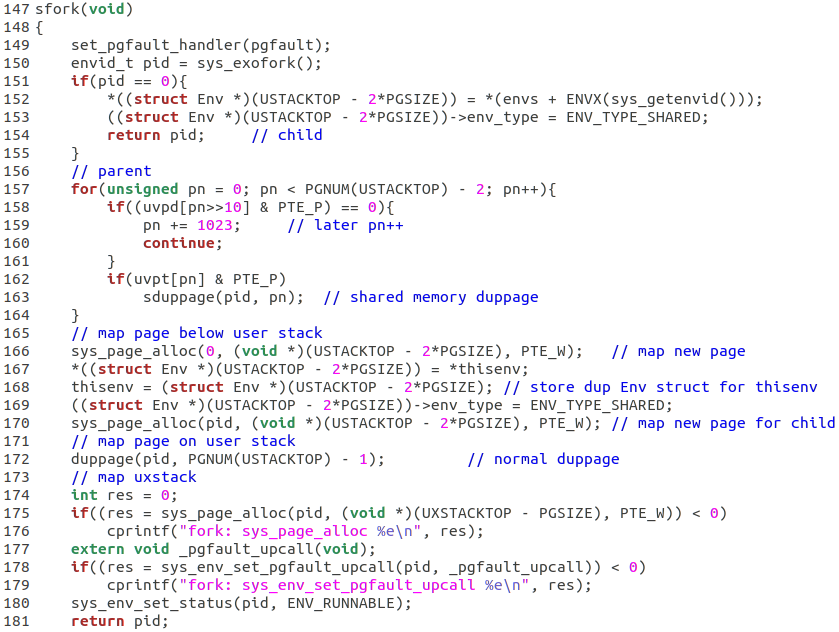 147 sfork(void)
148 {
149     set_pgfault_handler(pgfault);
150     envid_t pid = sys_exofork();
151     if(pid == 0){
152         *((struct Env *)(USTACKTOP - 2*PGSIZE)) = *(envs + ENVX(sys_getenvid()));
153         ((struct Env *)(USTACKTOP - 2*PGSIZE))->env_type = ENV_TYPE_SHARED;
154         return pid;     // child
155     }
156     // parent
157     for(unsigned pn = 0; pn < PGNUM(USTACKTOP) - 2; pn++){
158         if((uvpd[pn>>10] & PTE_P) == 0){
159             pn += 1023;     // later pn++
160             continue;
161         }
162         if(uvpt[pn] & PTE_P)
163             sduppage(pid, pn);  // shared memory duppage
164     }
165     // map page below user stack
166     sys_page_alloc(0, (void *)(USTACKTOP - 2*PGSIZE), PTE_W);   // map new page
167     *((struct Env *)(USTACKTOP - 2*PGSIZE)) = *thisenv;
168     thisenv = (struct Env *)(USTACKTOP - 2*PGSIZE); // store dup Env struct for thisenv
169     ((struct Env *)(USTACKTOP - 2*PGSIZE))->env_type = ENV_TYPE_SHARED;
170     sys_page_alloc(pid, (void *)(USTACKTOP - 2*PGSIZE), PTE_W); // map new page for child
171     // map page on user stack
172     duppage(pid, PGNUM(USTACKTOP) - 1);         // normal duppage
173     // map uxstack
174     int res = 0;
175     if((res = sys_page_alloc(pid, (void *)(UXSTACKTOP - PGSIZE), PTE_W)) < 0)
176         cprintf("fork: sys_page_alloc %e\n", res);
177     extern void _pgfault_upcall(void);
178     if((res = sys_env_set_pgfault_upcall(pid, _pgfault_upcall)) < 0)
179         cprintf("fork: sys_env_set_pgfault_upcall %e\n", res);
180     sys_env_set_status(pid, ENV_RUNNABLE);
181     return pid;